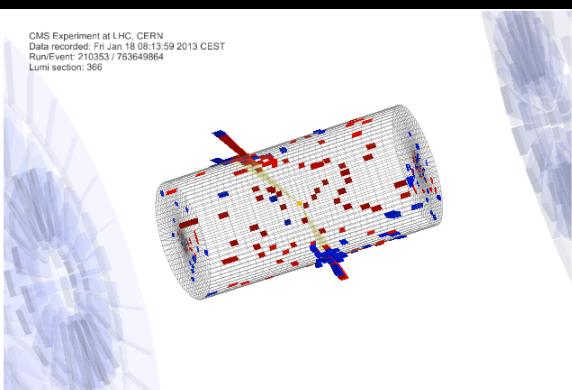 CMS Experiment at LHC, CERN
Data recorded: Fri Jan 18 08:13:59 2013 CEST
Run/Event: 210353 / 763649864
Lumi section: 366